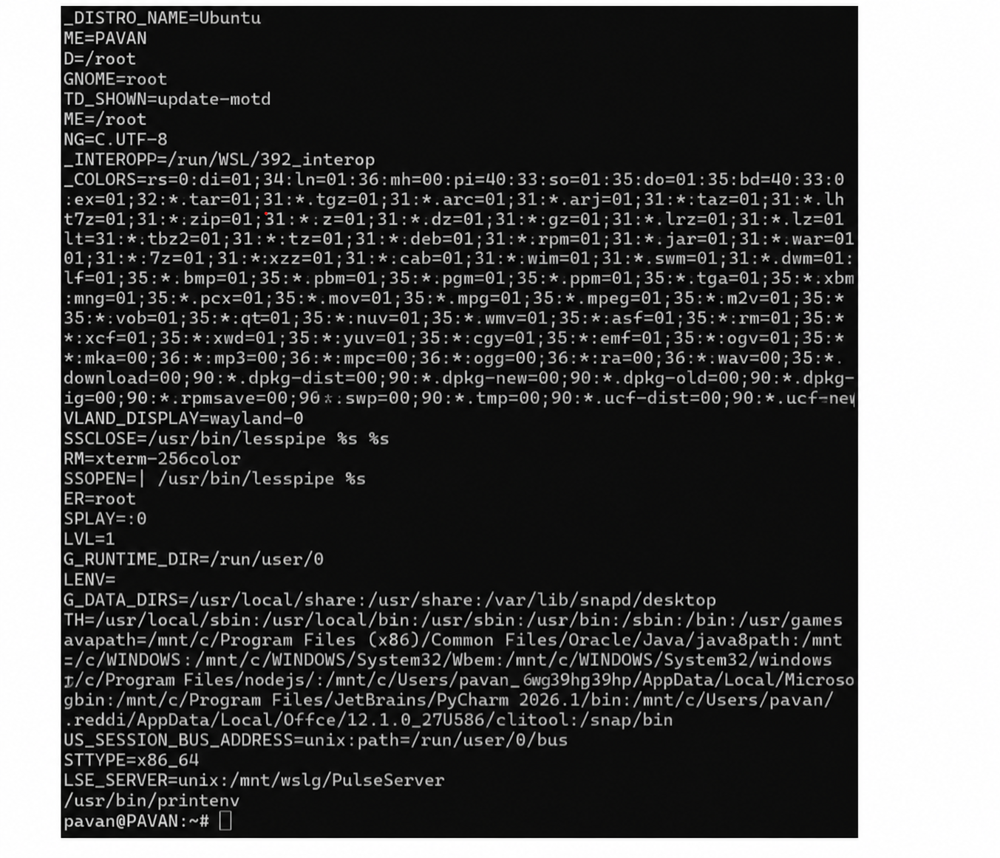 _DISTRO_NAME=Ubuntu
ME=PAVAN
D=/root
GNOME=root
TD_SHOWN=update-motd
ME=/root
NG=C.UTF-8
_INTEROPP=/run/WSL/392_interop
_COLORS=rs=0:di=01;34:ln=01:36:mh=00:pi=40:33:so=01:35:do=01:35:bd=40:33:0
:ex=01;32:*.tar=01;31:*.tgz=01;31:*.arc=01;31:*.arj=01;31:*:taz=01;31:*.lh
t7z=01;31:*:zip=01;31:*:z=01;31:*.dz=01;31:*:gz=01;31:*.lrz=01;31:*.lz=01
lt=31:*:tbz2=01;31:*:tz=01;31:*:deb=01;31:*:rpm=01;31:*.jar=01;31:*.war=01
01;31:*:7z=01;31:*:xzz=01;31:*:cab=01;31:*:wim=01;31:*.swm=01;31:*.dwm=01:
lf=01;35:*:bmp=01;35:*.pbm=01;35:*:pgm=01;35:*.ppm=01;35:*.tga=01;35:*.xbm
:mng=01;35:*.pcx=01;35:*.mov=01;35:*.mpg=01;35:*.mpeg=01;35:*:m2v=01;35:*
35:*:vob=01;35:*:qt=01;35:*:nuv=01;35:*.wmv=01;35:*:asf=01;35:*:rm=01;35:*
*:xcf=01;35:*:xwd=01;35:*:yuv=01;35:*:cgy=01;35:*:emf=01;35:*:ogv=01;35:*
*:mka=00;36:*:mp3=00;36:*:mpc=00;36:*:ogg=00;36:*:ra=00;36:*:wav=00;35:*.
download=00;90:*.dpkg-dist=00;90:*.dpkg-new=00;90:*.dpkg-old=00;90:*.dpkg-
ig=00;90:*.rpmsave=00;90*:.swp=00;90:*.tmp=00;90:*.ucf-dist=00;90:*.ucf-new
VLAND_DISPLAY=wayland-0
SSCLOSE=/usr/bin/lesspipe %s %s
RM=xterm-256color
SSOPEN=| /usr/bin/lesspipe %s
ER=root
SPLAY=:0
LVL=1
G_RUNTIME_DIR=/run/user/0
LENV=
G_DATA_DIRS=/usr/local/share:/usr/share:/var/lib/snapd/desktop
TH=/usr/local/sbin:/usr/local/bin:/usr/sbin:/usr/bin:/sbin:/bin:/usr/games
avapath=/mnt/c/Program Files (x86)/Common Files/Oracle/Java/java8path:/mnt
=/c/WINDOWS:/mnt/c/WINDOWS/System32/Wbem:/mnt/c/WINDOWS/System32/windows
/c/Program Files/nodejs/:/mnt/c/Users/pavan_6wg39hg39hp/AppData/Local/Microso
gbin:/mnt/c/Program Files/JetBrains/PyCharm 2026.1/bin:/mnt/c/Users/pavan/
.reddi/AppData/Local/Offce/12.1.0_27U586/clitool:/snap/bin
US_SESSION_BUS_ADDRESS=unix:path=/run/user/0/bus
STTYPE=x86_64
LSE_SERVER=unix:/mnt/wslg/PulseServer
/usr/bin/printenv
pavan@PAVAN:~#